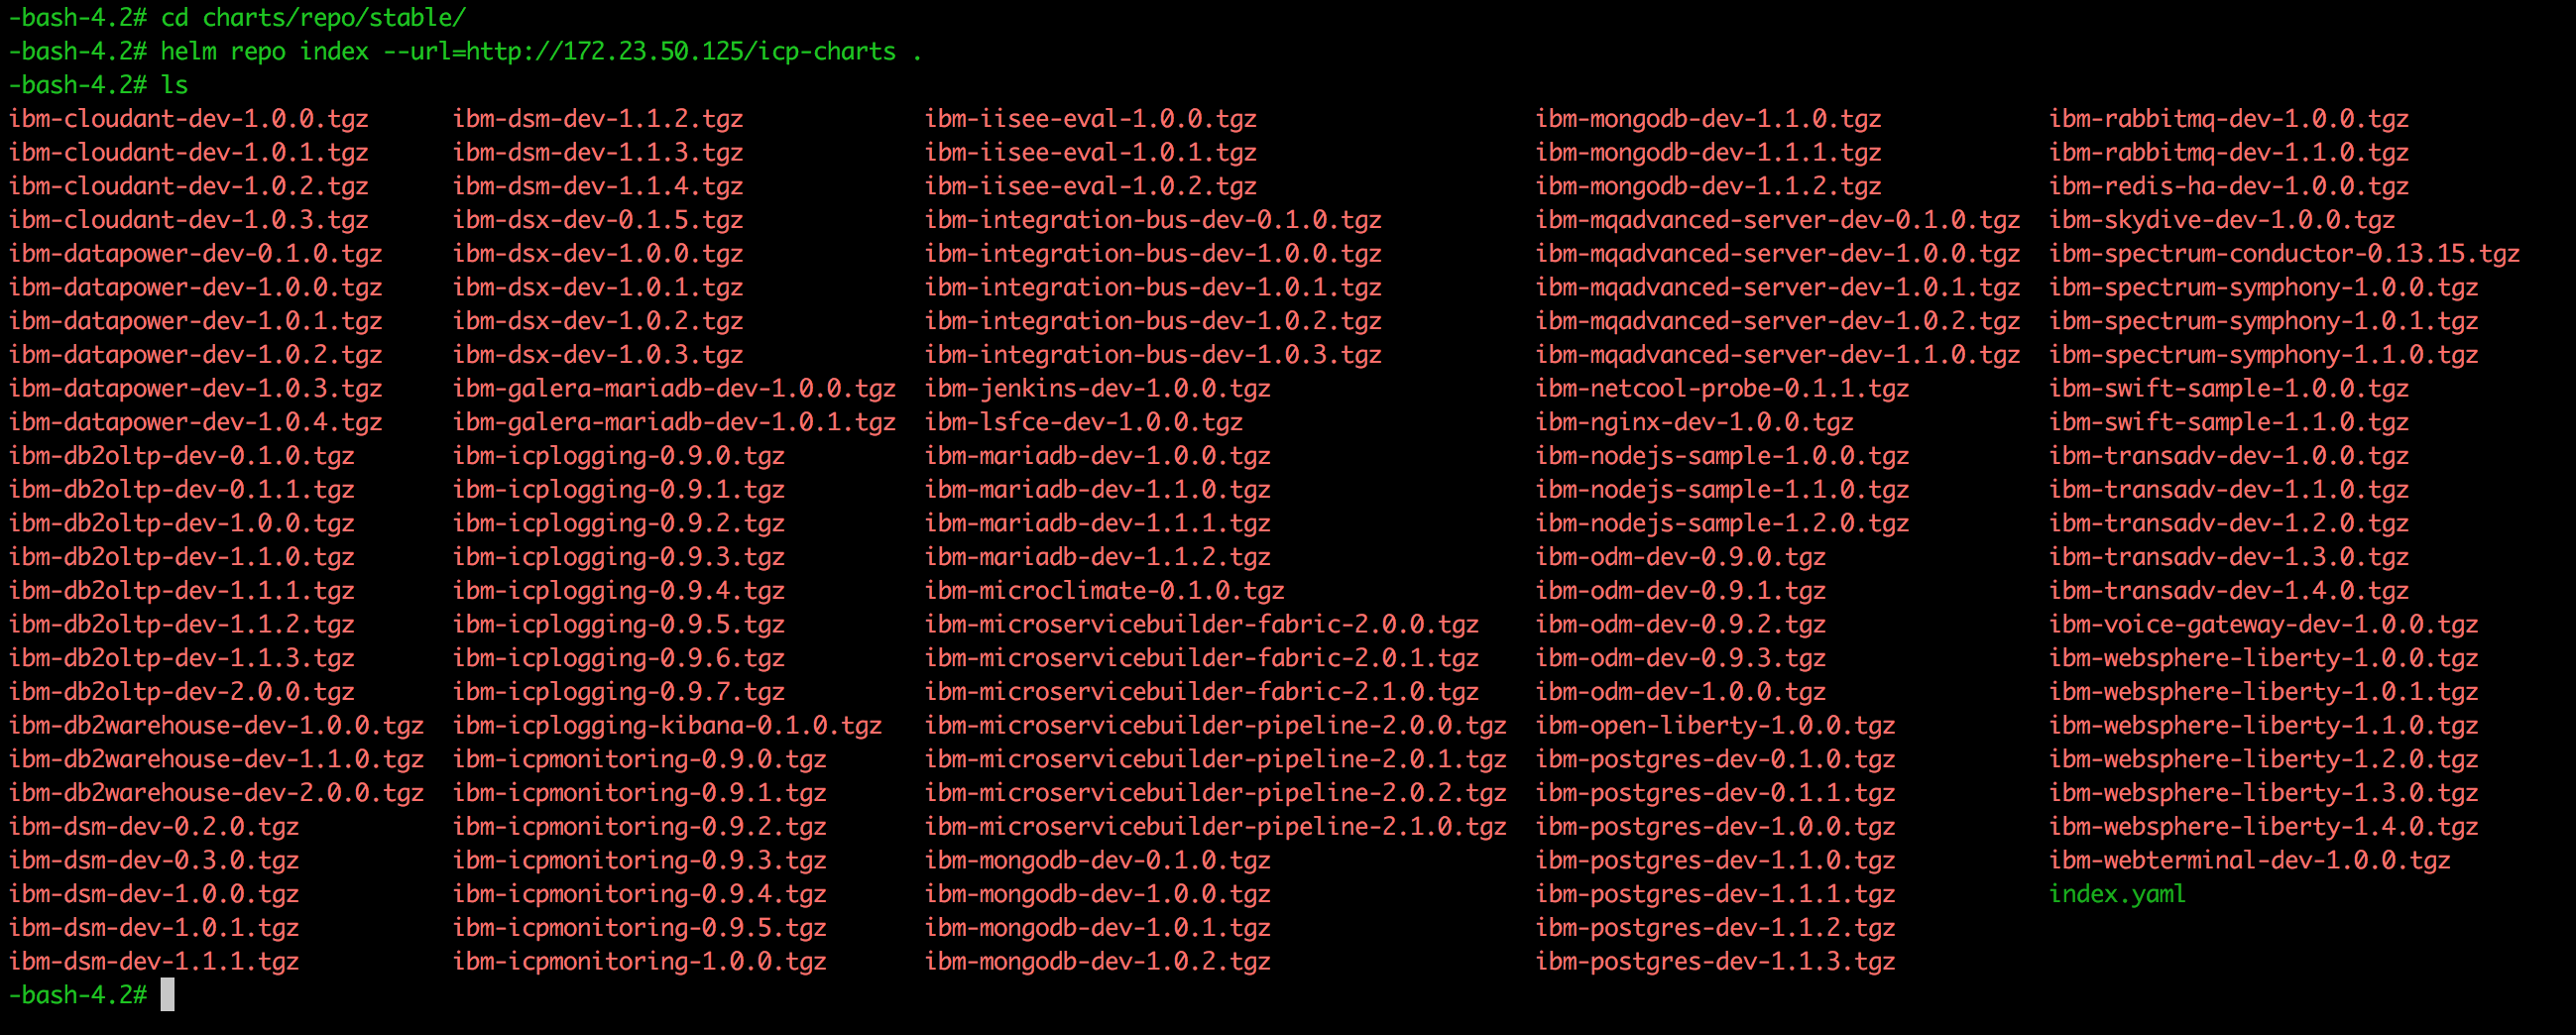 -bash-4.2# cd charts/repo/stable/
-bash-4.2# helm repo index --url=http://172.23.50.125/icp-charts .
-bash-4.2# ls
ibm-cloudant-dev-1.0.0.tgz ibm-dsm-dev-1.1.2.tgz ibm-iisee-eval-1.0.0.tgz ibm-mongodb-dev-1.1.0.tgz ibm-rabbitmq-dev-1.0.0.tgz
ibm-cloudant-dev-1.0.1.tgz ibm-dsm-dev-1.1.3.tgz ibm-iisee-eval-1.0.1.tgz ibm-mongodb-dev-1.1.1.tgz ibm-rabbitmq-dev-1.1.0.tgz
ibm-cloudant-dev-1.0.2.tgz ibm-dsm-dev-1.1.4.tgz ibm-iisee-eval-1.0.2.tgz ibm-mongodb-dev-1.1.2.tgz ibm-redis-ha-dev-1.0.0.tgz
ibm-cloudant-dev-1.0.3.tgz ibm-dsx-dev-0.1.5.tgz ibm-integration-bus-dev-0.1.0.tgz ibm-mqadvanced-server-dev-0.1.0.tgz ibm-skydive-dev-1.0.0.tgz
ibm-datapower-dev-0.1.0.tgz ibm-dsx-dev-1.0.0.tgz ibm-integration-bus-dev-1.0.0.tgz ibm-mqadvanced-server-dev-1.0.0.tgz ibm-spectrum-conductor-0.13.15.tgz
ibm-datapower-dev-1.0.0.tgz ibm-dsx-dev-1.0.1.tgz ibm-integration-bus-dev-1.0.1.tgz ibm-mqadvanced-server-dev-1.0.1.tgz ibm-spectrum-symphony-1.0.0.tgz
ibm-datapower-dev-1.0.1.tgz ibm-dsx-dev-1.0.2.tgz ibm-integration-bus-dev-1.0.2.tgz ibm-mqadvanced-server-dev-1.0.2.tgz ibm-spectrum-symphony-1.0.1.tgz
ibm-datapower-dev-1.0.2.tgz ibm-dsx-dev-1.0.3.tgz ibm-integration-bus-dev-1.0.3.tgz ibm-mqadvanced-server-dev-1.1.0.tgz ibm-spectrum-symphony-1.1.0.tgz
ibm-datapower-dev-1.0.3.tgz ibm-galera-mariadb-dev-1.0.0.tgz ibm-jenkins-dev-1.0.0.tgz ibm-netcool-probe-0.1.1.tgz ibm-swift-sample-1.0.0.tgz
ibm-datapower-dev-1.0.4.tgz ibm-galera-mariadb-dev-1.0.1.tgz ibm-lsfce-dev-1.0.0.tgz ibm-nginx-dev-1.0.0.tgz ibm-swift-sample-1.1.0.tgz
ibm-db2oltp-dev-0.1.0.tgz ibm-icplogging-0.9.0.tgz ibm-mariadb-dev-1.0.0.tgz ibm-nodejs-sample-1.0.0.tgz ibm-transadv-dev-1.0.0.tgz
ibm-db2oltp-dev-0.1.1.tgz ibm-icplogging-0.9.1.tgz ibm-mariadb-dev-1.1.0.tgz ibm-nodejs-sample-1.1.0.tgz ibm-transadv-dev-1.1.0.tgz
ibm-db2oltp-dev-1.0.0.tgz ibm-icplogging-0.9.2.tgz ibm-mariadb-dev-1.1.1.tgz ibm-nodejs-sample-1.2.0.tgz ibm-transadv-dev-1.2.0.tgz
ibm-db2oltp-dev-1.1.0.tgz ibm-icplogging-0.9.3.tgz ibm-mariadb-dev-1.1.2.tgz ibm-odm-dev-0.9.0.tgz ibm-transadv-dev-1.3.0.tgz
ibm-db2oltp-dev-1.1.1.tgz ibm-icplogging-0.9.4.tgz ibm-microclimate-0.1.0.tgz ibm-odm-dev-0.9.1.tgz ibm-transadv-dev-1.4.0.tgz
ibm-db2oltp-dev-1.1.2.tgz ibm-icplogging-0.9.5.tgz ibm-microservicebuilder-fabric-2.0.0.tgz ibm-odm-dev-0.9.2.tgz ibm-voice-gateway-dev-1.0.0.tgz
ibm-db2oltp-dev-1.1.3.tgz ibm-icplogging-0.9.6.tgz ibm-microservicebuilder-fabric-2.0.1.tgz ibm-odm-dev-0.9.3.tgz ibm-websphere-liberty-1.0.0.tgz
ibm-db2oltp-dev-2.0.0.tgz ibm-icplogging-0.9.7.tgz ibm-microservicebuilder-fabric-2.1.0.tgz ibm-odm-dev-1.0.0.tgz ibm-websphere-liberty-1.0.1.tgz
ibm-db2warehouse-dev-1.0.0.tgz ibm-icplogging-kibana-0.1.0.tgz ibm-microservicebuilder-pipeline-2.0.0.tgz ibm-open-liberty-1.0.0.tgz ibm-websphere-liberty-1.1.0.tgz
ibm-db2warehouse-dev-1.1.0.tgz ibm-icpmonitoring-0.9.0.tgz ibm-microservicebuilder-pipeline-2.0.1.tgz ibm-postgres-dev-0.1.0.tgz ibm-websphere-liberty-1.2.0.tgz
ibm-db2warehouse-dev-2.0.0.tgz ibm-icpmonitoring-0.9.1.tgz ibm-microservicebuilder-pipeline-2.0.2.tgz ibm-postgres-dev-0.1.1.tgz ibm-websphere-liberty-1.3.0.tgz
ibm-dsm-dev-0.2.0.tgz ibm-icpmonitoring-0.9.2.tgz ibm-microservicebuilder-pipeline-2.1.0.tgz ibm-postgres-dev-1.0.0.tgz ibm-websphere-liberty-1.4.0.tgz
ibm-dsm-dev-0.3.0.tgz ibm-icpmonitoring-0.9.3.tgz ibm-mongodb-dev-0.1.0.tgz ibm-postgres-dev-1.1.0.tgz ibm-webterminal-dev-1.0.0.tgz
ibm-dsm-dev-1.0.0.tgz ibm-icpmonitoring-0.9.4.tgz ibm-mongodb-dev-1.0.0.tgz ibm-postgres-dev-1.1.1.tgz index.yaml
ibm-dsm-dev-1.0.1.tgz ibm-icpmonitoring-0.9.5.tgz ibm-mongodb-dev-1.0.1.tgz ibm-postgres-dev-1.1.2.tgz
ibm-dsm-dev-1.1.1.tgz ibm-icpmonitoring-1.0.0.tgz ibm-mongodb-dev-1.0.2.tgz ibm-postgres-dev-1.1.3.tgz
-bash-4.2#